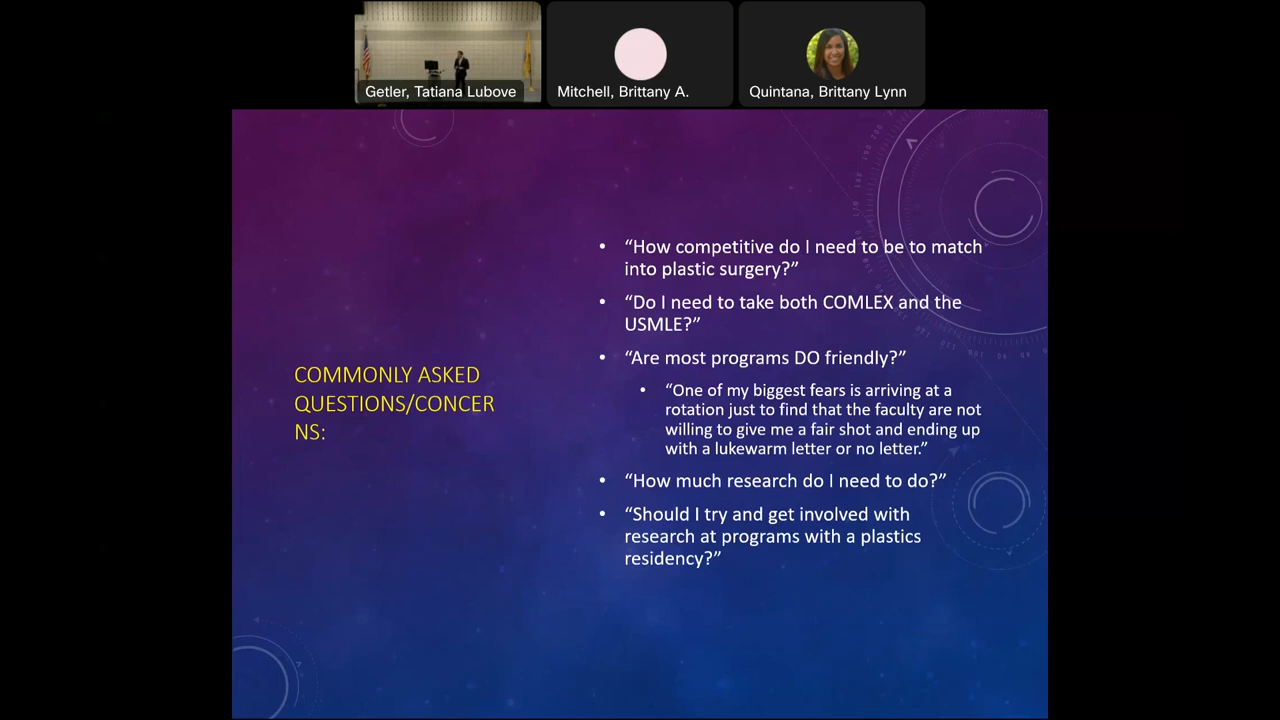 Getler, Tatiana Lubove
Mitchell, Brittany A.
Quintana, Brittany Lynn
COMMONLY ASKED
QUESTIONS/CONCER
NS:
• “How competitive do I need to be to match
into plastic surgery?”
• “Do I need to take both COMLEX and the
USMLE?”
• “Are most programs DO friendly?”
• “One of my biggest fears is arriving at a
rotation just to find that the faculty are not
willing to give me a fair shot and ending up
with a lukewarm letter or no letter.”
• “How much research do I need to do?”
• “Should I try and get involved with
research at programs with a plastics
residency?”